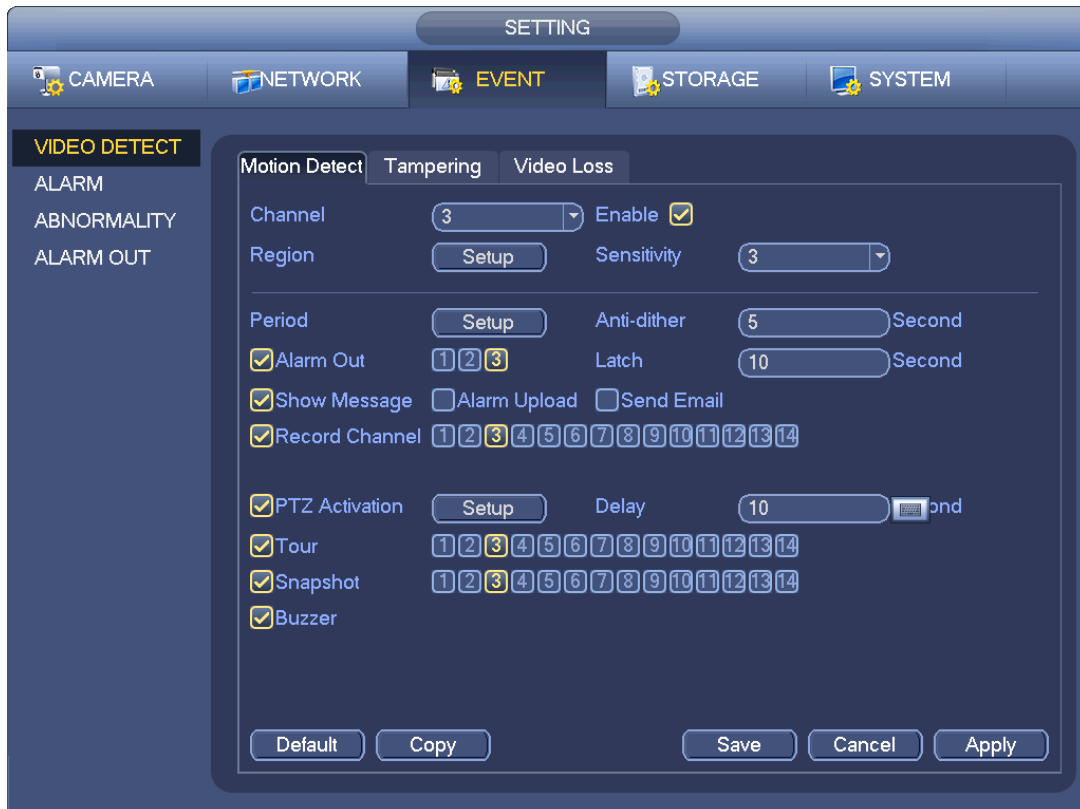 SETTING
CAMERA NETWORK EVENT STORAGE SYSTEM
VIDEO DETECT
ALARM
ABNORMALITY
ALARM OUT
Motion Detect Tampering Video Loss
Channel 3 Enable
Region Setup Sensitivity 3
Period Setup Anti-dither 5 Second
Alarm Out 1 2 3 Latch 10 Second
Show Message Alarm Upload Send Email
Record Channel 1 2 3 4 5 6 7 8 9 10 11 12 13 14
PTZ Activation Setup Delay 10 ond
Tour 1 2 3 4 5 6 7 8 9 10 11 12 13 14
Snapshot 1 2 3 4 5 6 7 8 9 10 11 12 13 14
Buzzer
Default Copy Save Cancel Apply